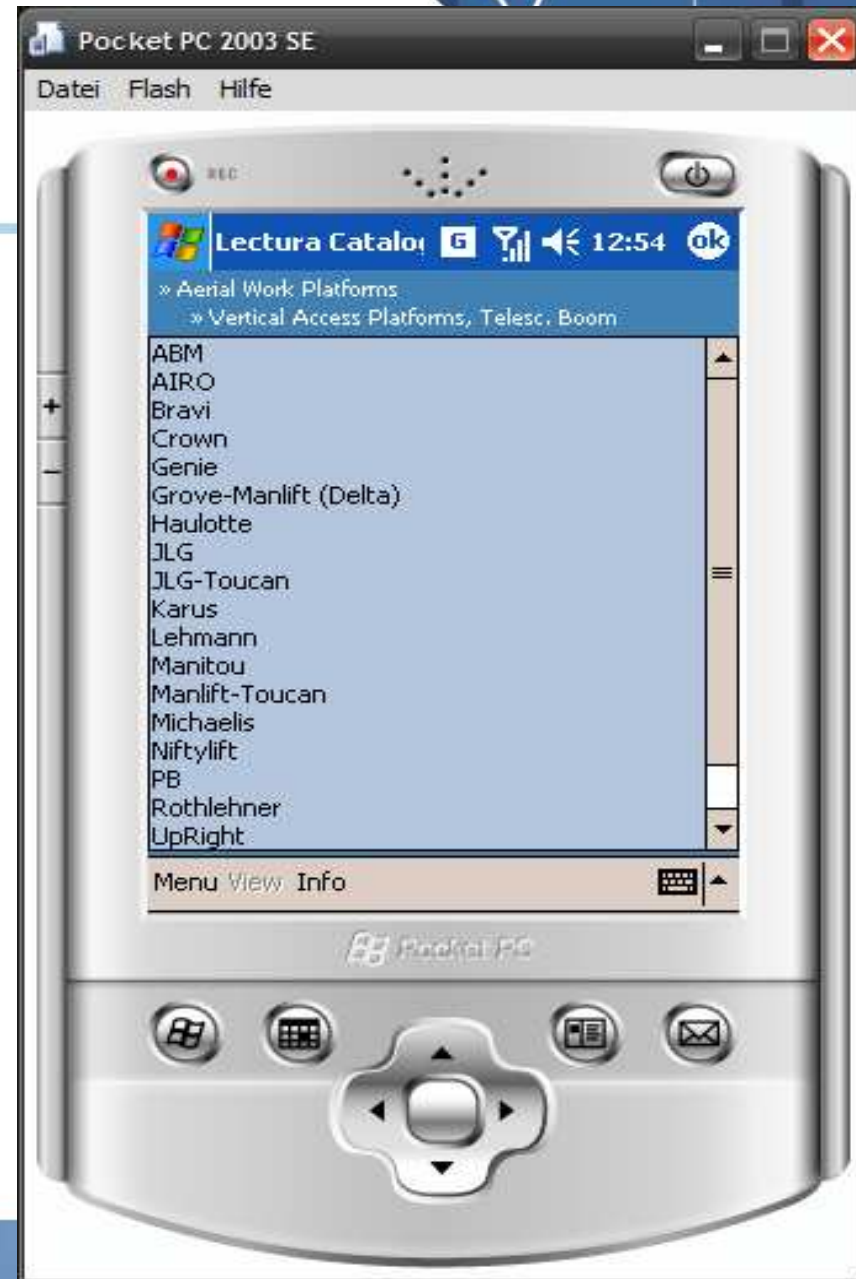 Pocket PC 2003 SE
Datei Flash Hilfe
REC
Lectura Catalog G 12:54 ok
» Aerial Work Platforms
» Vertical Access Platforms, Telesc. Boom
ABM
AIRO
Bravi
Crown
Genie
Grove-Manlift (Delta)
Haulotte
JLG
JLG-Toucan
Karus
Lehmann
Manitou
Manlift-Toucan
Michaelis
Niftylift
PB
Rothlehner
UpRight
Menu View Info
Pocket PC